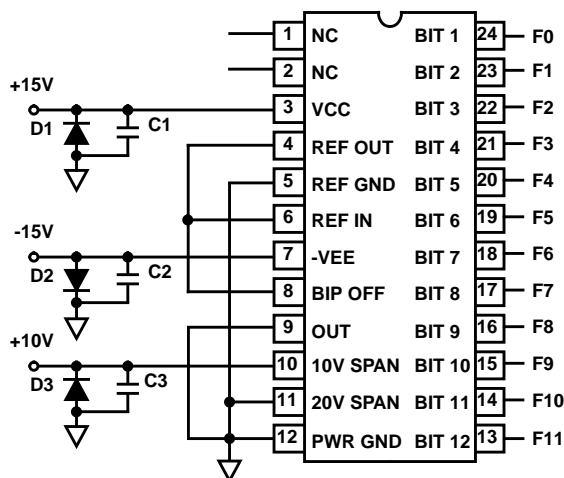 1 NC BIT 1 24 F0
2 NC BIT 2 23 F1
+15V
D1 C1
3 VCC BIT 3 22 F2
4 REF OUT BIT 4 21 F3
5 REF GND BIT 5 20 F4
6 REF IN BIT 6 19 F5
-15V
D2 C2
7 -VEE BIT 7 18 F6
8 BIP OFF BIT 8 17 F7
9 OUT BIT 9 16 F8
+10V
D3 C3
10 10V SPAN BIT 10 15 F9
11 20V SPAN BIT 11 14 F10
12 PWR GND BIT 12 13 F11